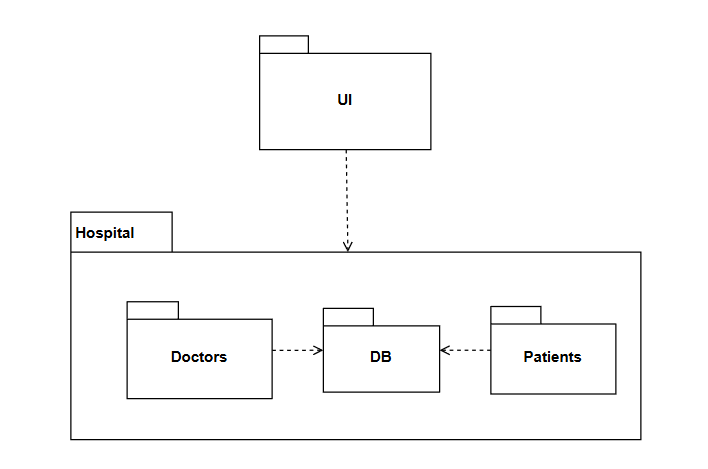 UI
Hospital
Doctors
DB
Patients